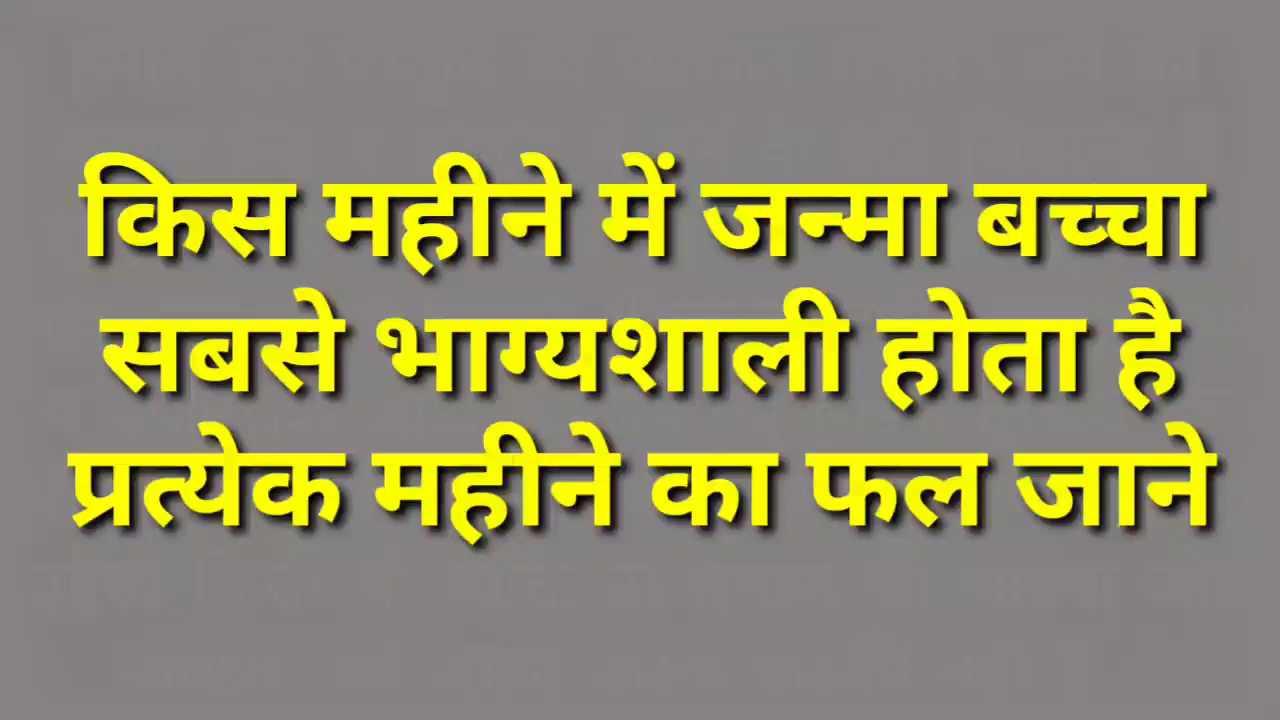 किस महीने में जन्मा बच्चा
सबसे भाग्यशाली होता है
प्रत्येक महीने का फल जाने